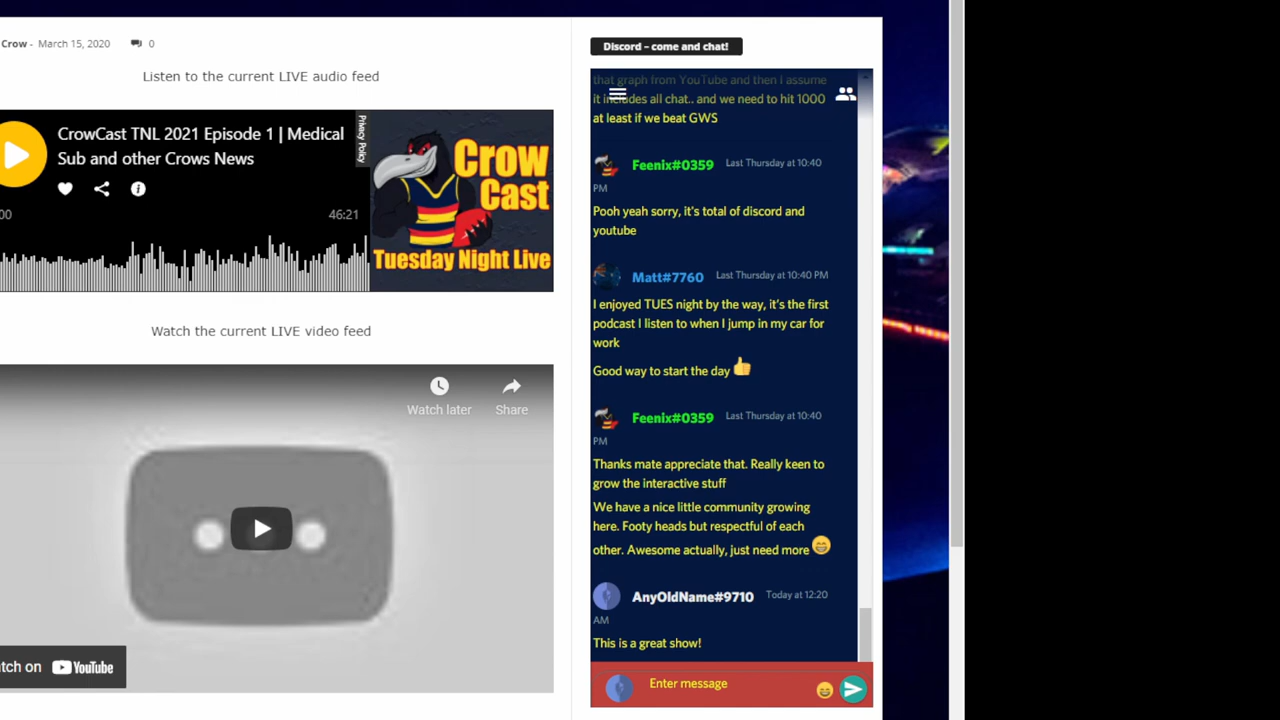 Crow - March 15, 2020 0
Listen to the current LIVE audio feed
CrowCast TNL 2021 Episode 1 | Medical
Sub and other Crows News
Privacy Policy
00
46:21
Crow
Cast
Tuesday Night Live
Watch the current LIVE video feed
Watch later
Share
tch on YouTube
Discord – come and chat!
that graph from YouTube and then i assume
it includes all chat.. and we need to hit 1000
at least if we beat GWS
Feenix#0359 Last Thursday at 10:40
PM
Pooh yeah sorry, it's total of discord and
youtube
Matt#7760 Last Thursday at 10:40 PM
I enjoyed TUES night by the way, it's the first
podcast I listen to when I jump in my car for
work
Good way to start the day 👍
Feenix#0359 Last Thursday at 10:40
PM
Thanks mate appreciate that. Really keen to
grow the interactive stuff
We have a nice little community growing
here. Footy heads but respectful of each
other. Awesome actually, just need more 😄
AnyOldName#9710 Today at 12:20
AM
This is a great show!
Enter message